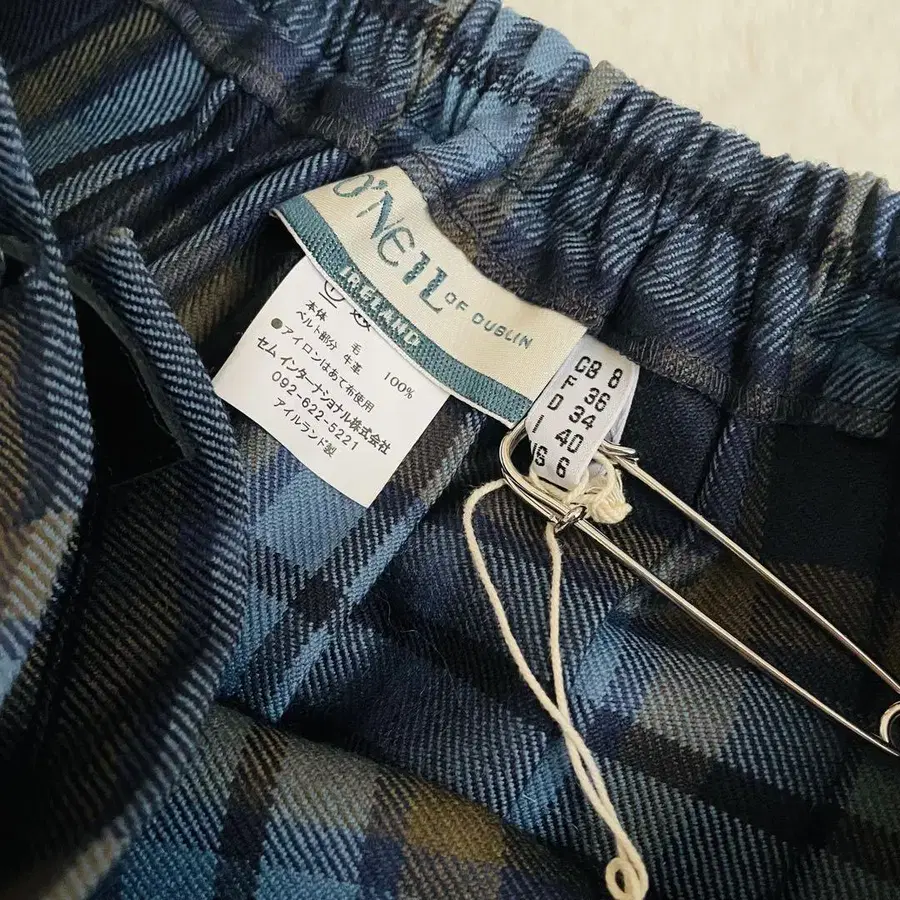 O'NEIL OF DUBLIN
IRELAND
本体 毛 100%
ベルト部分 牛革
●アイロンはあて布使用
セム インターナショナル株式会社
092-622-5221
アイルランド製
GB 8
F 36
D 34
I 40
US 6